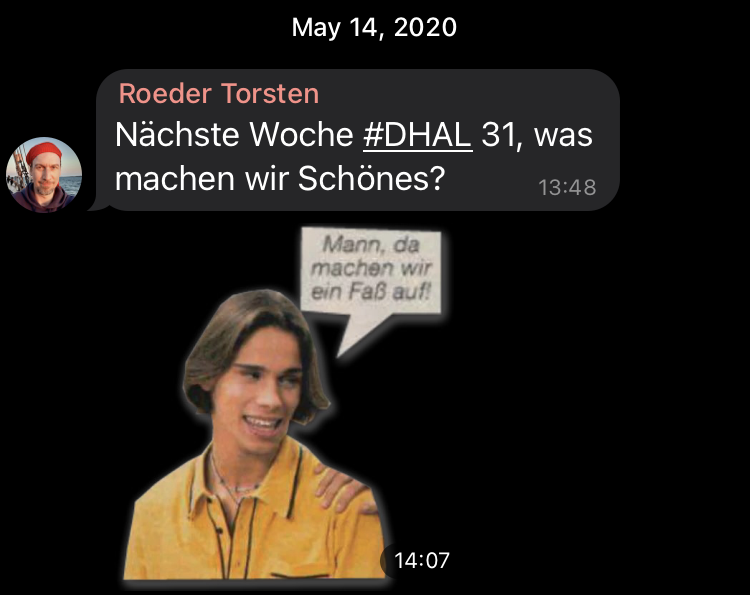 May 14, 2020
Roeder Torsten
Nächste Woche #DHAL 31, was
machen wir Schönes?
13:48
Mann, da
machen wir
ein Faß auf!
14:07